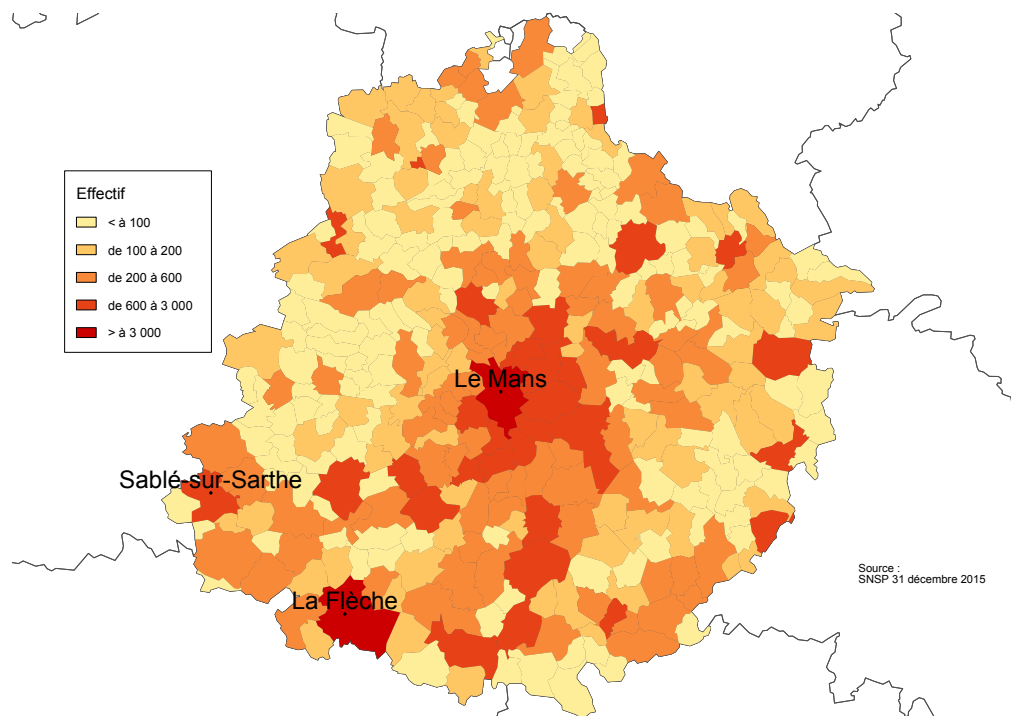 Effectif
< à 100
de 100 à 200
de 200 à 600
de 600 à 3 000
> à 3 000
Le Mans
Sablé-sur-Sarthe
La Flèche
Source :
SNSP 31 décembre 2015